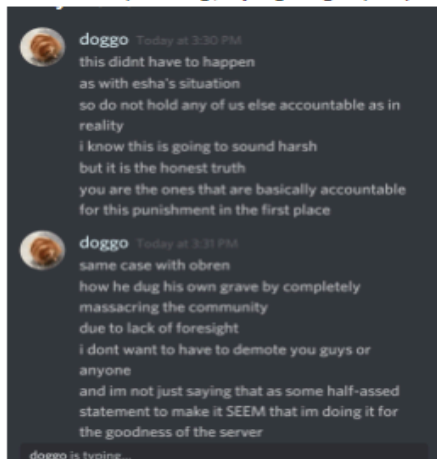 doggo Today at 3:30 PM
this didnt have to happen
as with esha's situation
so do not hold any of us else accountable as in
reality
i know this is going to sound harsh
but it is the honest truth
you are the ones that are basically accountable
for this punishment in the first place
doggo Today at 3:31 PM
same case with obren
how he dug his own grave by completely
massacring the community
due to lack of foresight
i dont want to have to demote you guys or
anyone
and im not just saying that as some half-assed
statement to make it SEEM that im doing it for
the goodness of the server
doggo is typing...